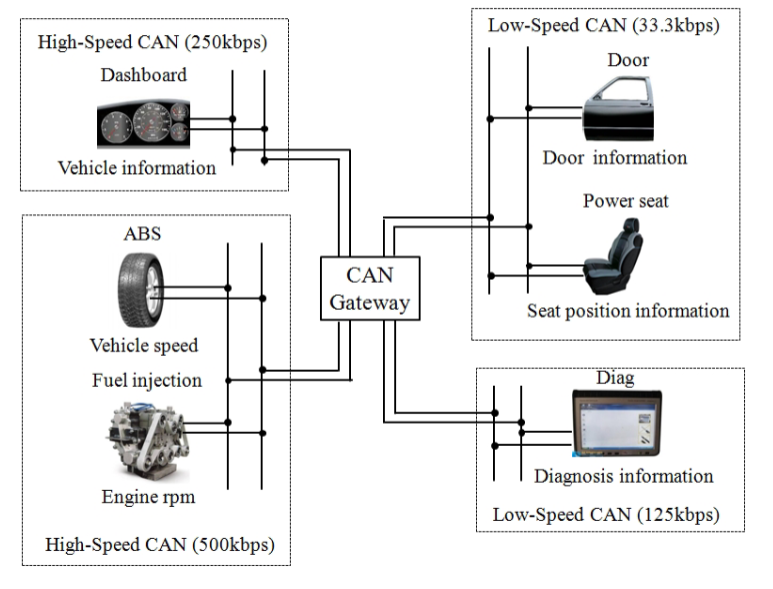 High-Speed CAN (250kbps)
Dashboard
Vehicle information
ABS
Vehicle speed
Fuel injection
Engine rpm
High-Speed CAN (500kbps)
CAN
Gateway
Low-Speed CAN (33.3kbps)
Door
Door information
Power seat
Seat position information
Diag
Diagnosis information
Low-Speed CAN (125kbps)